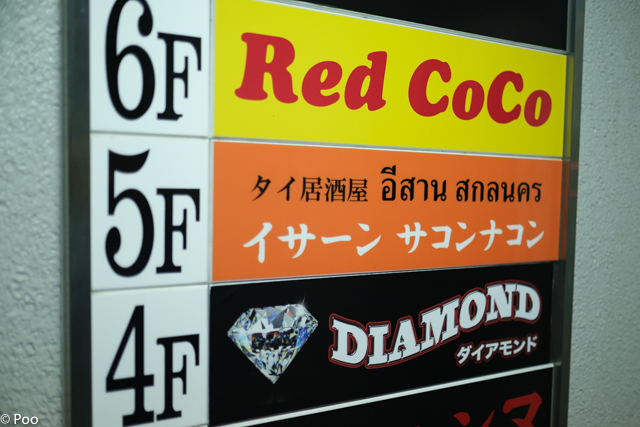 6F
Red CoCo
5F
タイ居酒屋 อีสาน สกลนคร
イサーン サコンナコン
4F
DIAMOND
ダイアモンド
© Poo